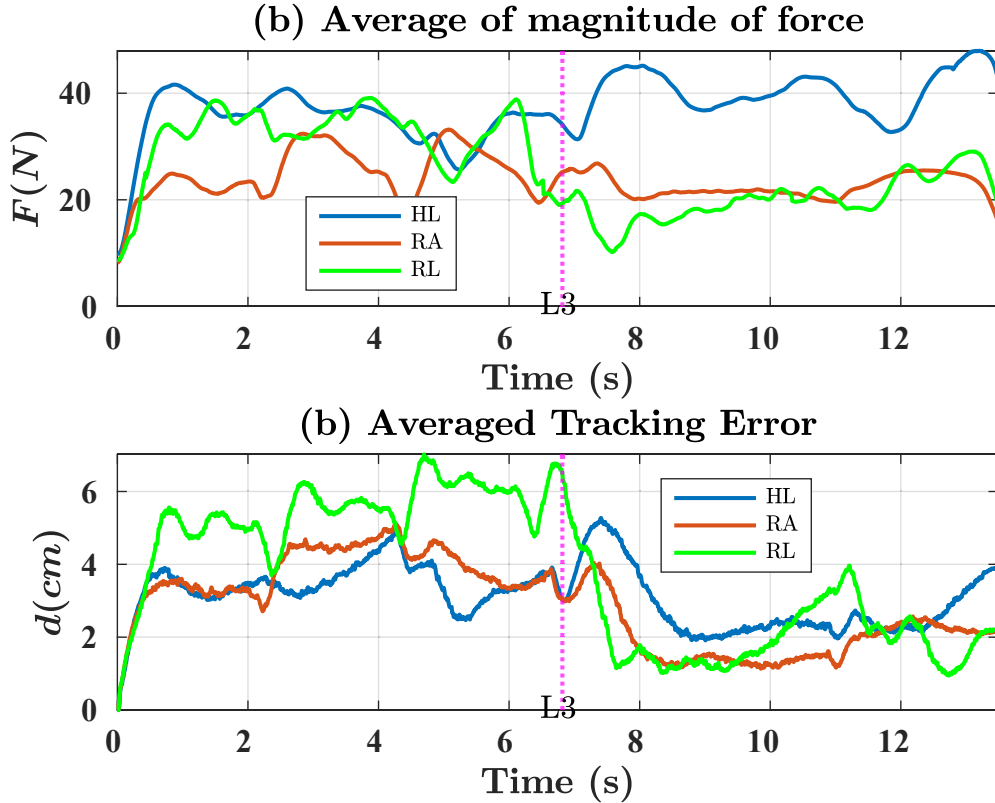 (b) Average of magnitude of force
F(N)
40
20
0
HL
RA
RL
L3
0 2 4 6 8 10 12
Time (s)
(b) Averaged Tracking Error
d(cm)
6
4
2
0
HL
RA
RL
L3
0 2 4 6 8 10 12
Time (s)